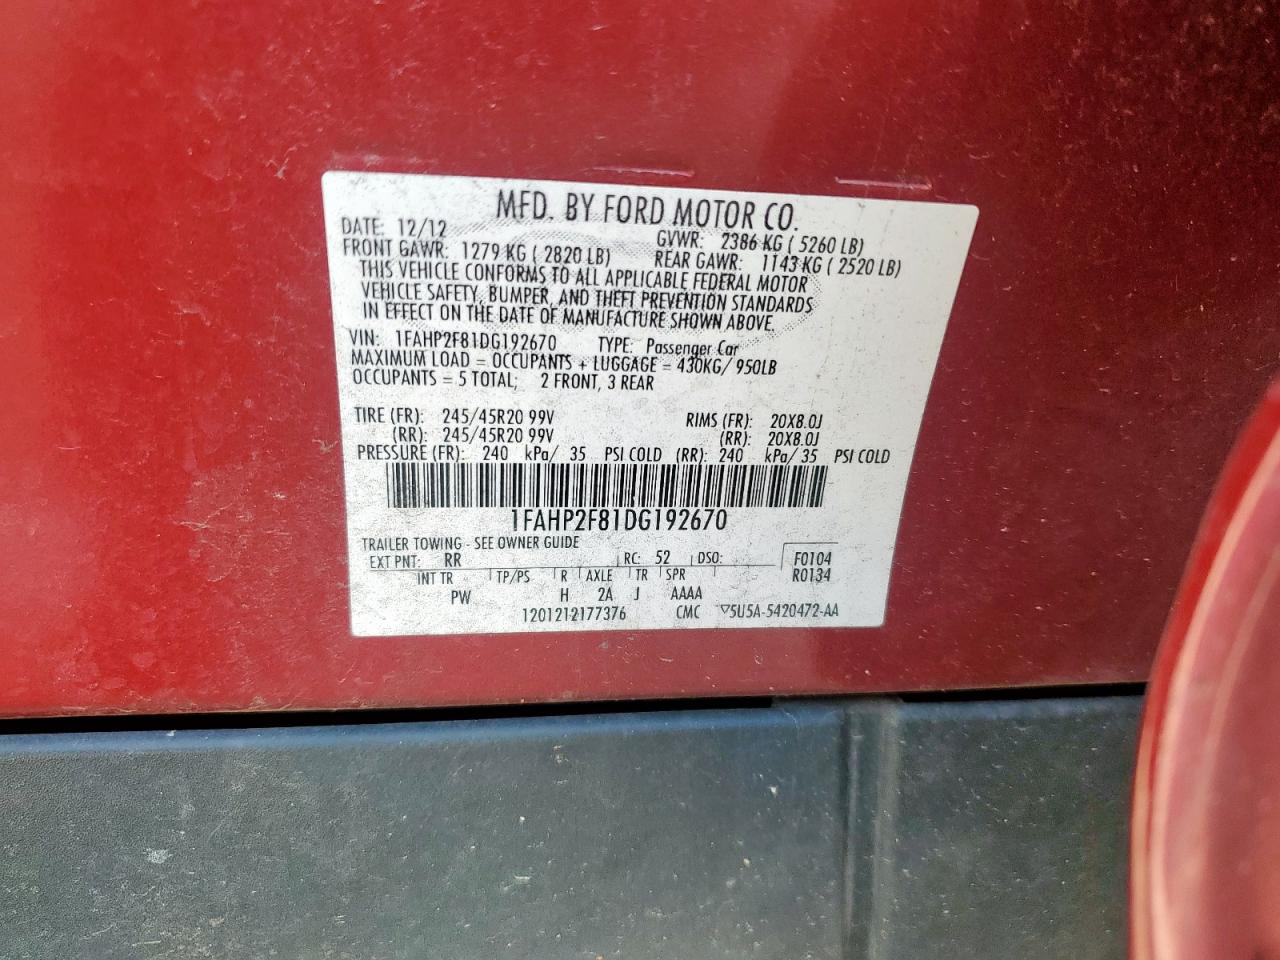 MFD. BY FORD MOTOR CO.
DATE: 12/12 GVWR: 2386 KG ( 5260 LB)
FRONT GAWR: 1279 KG ( 2820 LB) REAR GAWR: 1143 KG ( 2520 LB)
THIS VEHICLE CONFORMS TO ALL APPLICABLE FEDERAL MOTOR
VEHICLE SAFETY, BUMPER, AND THEFT PREVENTION STANDARDS
IN EFFECT ON THE DATE OF MANUFACTURE SHOWN ABOVE.
VIN: 1FAHP2F81DG192670 TYPE: Passenger Car
MAXIMUM LOAD = OCCUPANTS + LUGGAGE = 430KG/ 950LB
OCCUPANTS = 5 TOTAL; 2 FRONT, 3 REAR
TIRE (FR): 245/45R20 99V RIMS (FR): 20X8.0J
(RR): 245/45R20 99V (RR): 20X8.0J
PRESSURE (FR): 240 kPa/ 35 PSI COLD (RR): 240 kPa/ 35 PSI COLD
1FAHP2F81DG192670
TRAILER TOWING - SEE OWNER GUIDE
EXT PNT: RR RC: 52 DSO: F0104
INT TR TP/PS R AXLE TR SPR R0134
PW H 2A J AAAA
1201212177376 CMC ▽5U5A-5420472-AA